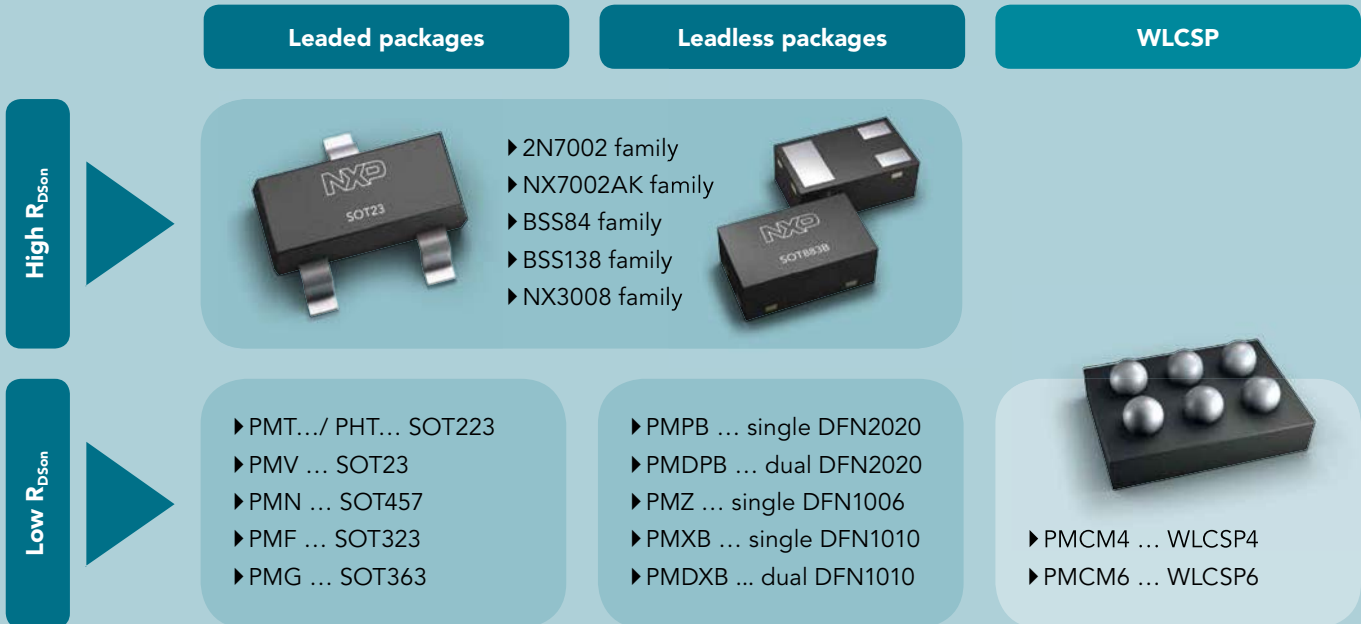 Leaded packages
Leadless packages
WLCSP
High RDSon
NXP
SOT23
▶ 2N7002 family
▶ NX7002AK family
▶ BSS84 family
▶ BSS138 family
▶ NX3008 family
NXP
SOT883B
Low RDSon
▶ PMT…/ PHT… SOT223
▶ PMV … SOT23
▶ PMN … SOT457
▶ PMF … SOT323
▶ PMG … SOT363
▶ PMPB … single DFN2020
▶ PMDPB … dual DFN2020
▶ PMZ … single DFN1006
▶ PMXB … single DFN1010
▶ PMDXB ... dual DFN1010
▶ PMCM4 … WLCSP4
▶ PMCM6 … WLCSP6